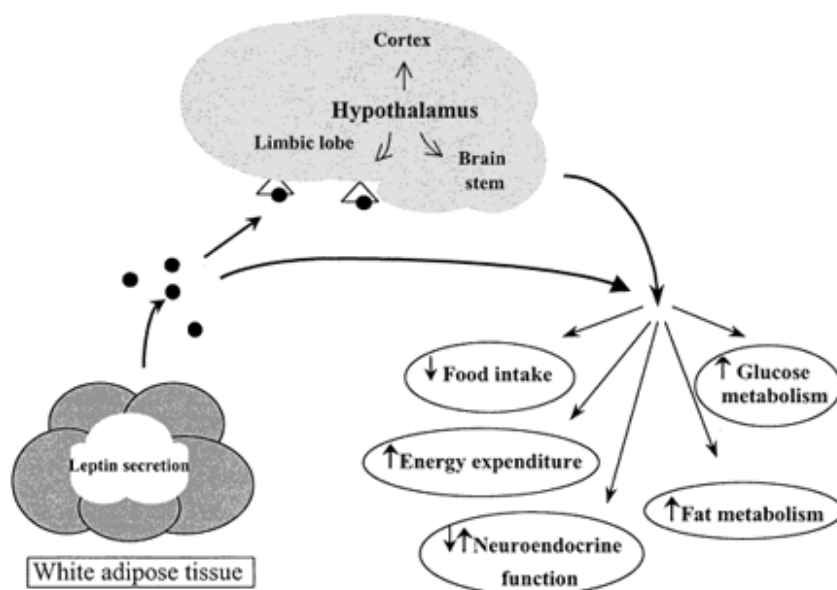 Cortex
Hypothalamus
Limbic lobe
Brain
stem
↓ Food intake
↑ Glucose
metabolism
Leptin secretion
↑Energy expenditure
↑Fat metabolism
↓↑Neuroendocrine
function
White adipose tissue